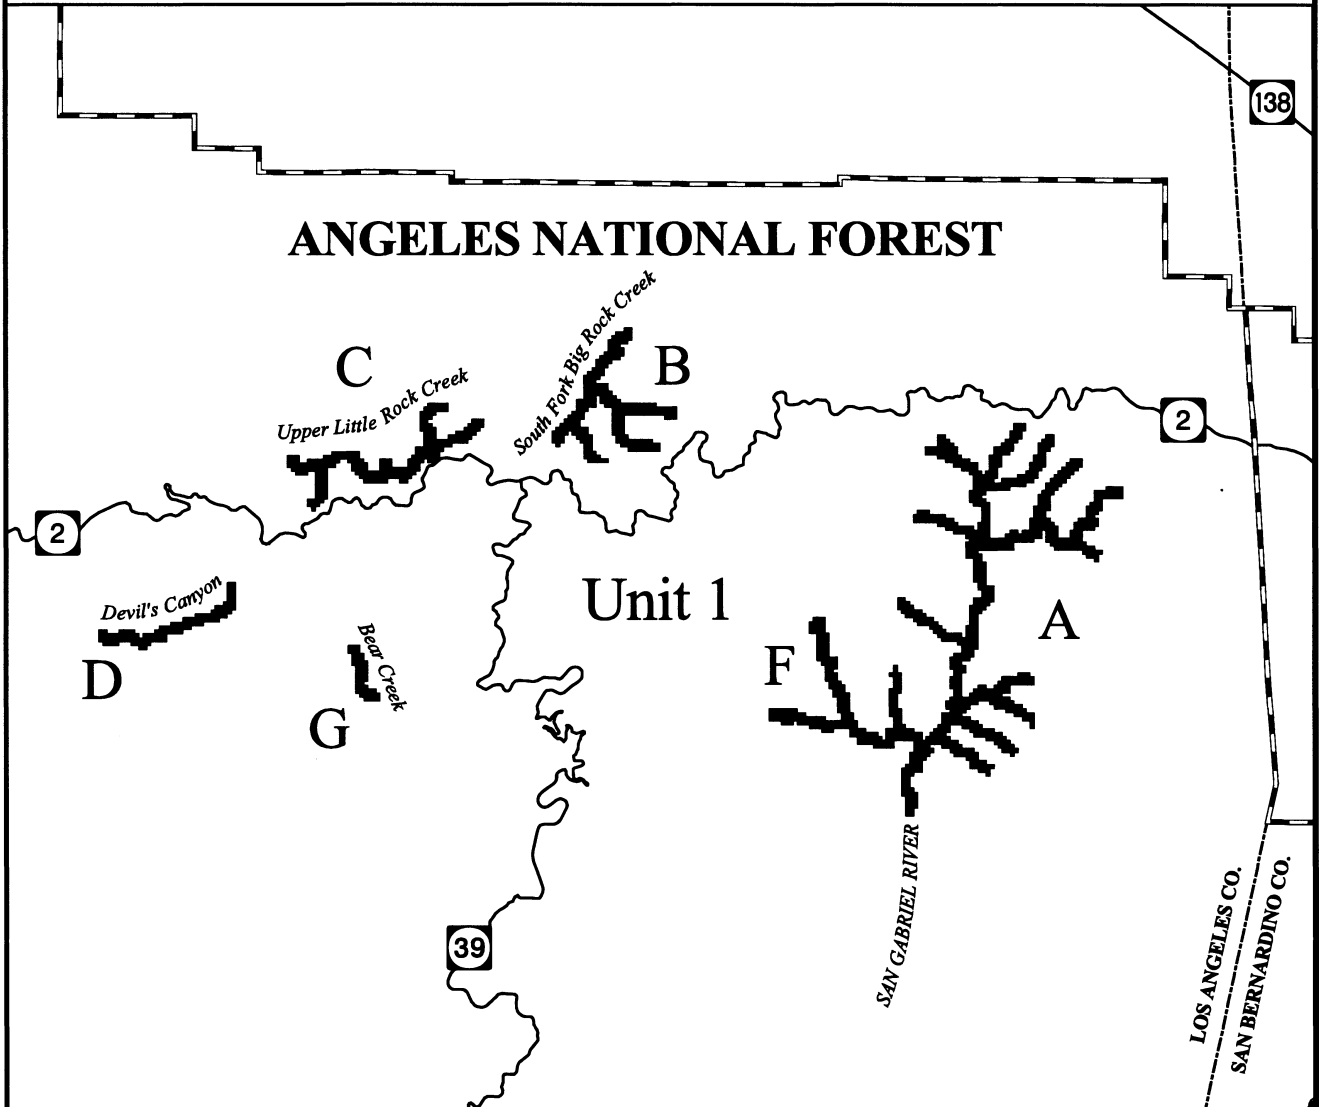 138
ANGELES NATIONAL FOREST
South Fork Big Rock Creek
C
B
Upper Little Rock Creek
2
2
Devil's Canyon
Unit 1
A
D
Bear Creek
F
G
SAN GABRIEL RIVER
39
LOS ANGELES CO.
SAN BERNARDINO CO.